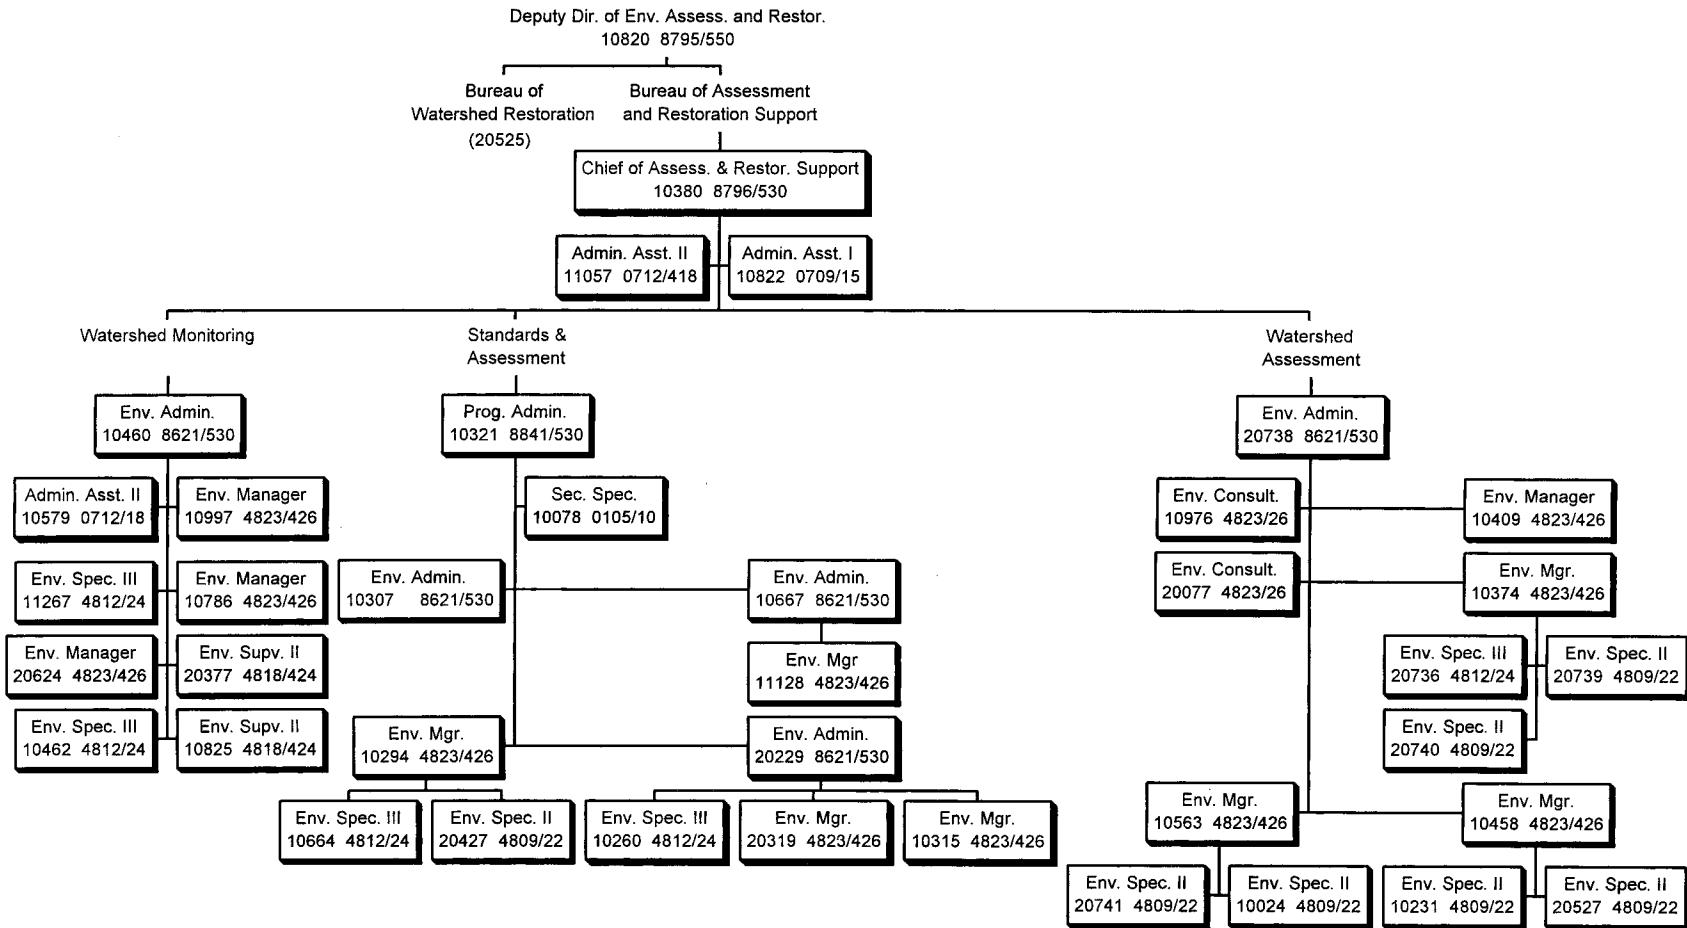 Deputy Dir. of Env. Assess. and Restor.
10820 8795/550
Bureau of
Watershed Restoration
(20525)
Bureau of Assessment
and Restoration Support
Chief of Assess. & Restor. Support
10380 8796/530
Admin. Asst. II
11057 0712/418
Admin. Asst. I
10822 0709/15
Watershed Monitoring
Env. Admin.
10460 8621/530
Admin. Asst. II
10579 0712/18
Env. Manager
10997 4823/426
Env. Spec. III
11267 4812/24
Env. Manager
10786 4823/426
Env. Manager
20624 4823/426
Env. Supv. II
20377 4818/424
Env. Spec. III
10462 4812/24
Env. Supv. II
10825 4818/424
Standards &
Assessment
Prog. Admin.
10321 8841/530
Sec. Spec.
10078 0105/10
Env. Admin.
10307 8621/530
Env. Admin.
10667 8621/530
Env. Mgr
11128 4823/426
Env. Mgr.
10294 4823/426
Env. Admin.
20229 8621/530
Env. Spec. III
10664 4812/24
Env. Spec. II
20427 4809/22
Env. Spec. III
10260 4812/24
Env. Mgr.
20319 4823/426
Env. Mgr.
10315 4823/426
Watershed
Assessment
Env. Admin.
20738 8621/530
Env. Consult.
10976 4823/26
Env. Manager
10409 4823/426
Env. Consult.
20077 4823/26
Env. Mgr.
10374 4823/426
Env. Spec. III
20736 4812/24
Env. Spec. II
20739 4809/22
Env. Spec. II
20740 4809/22
Env. Mgr.
10563 4823/426
Env. Mgr.
10458 4823/426
Env. Spec. II
20741 4809/22
Env. Spec. II
10024 4809/22
Env. Spec. II
10231 4809/22
Env. Spec. II
20527 4809/22